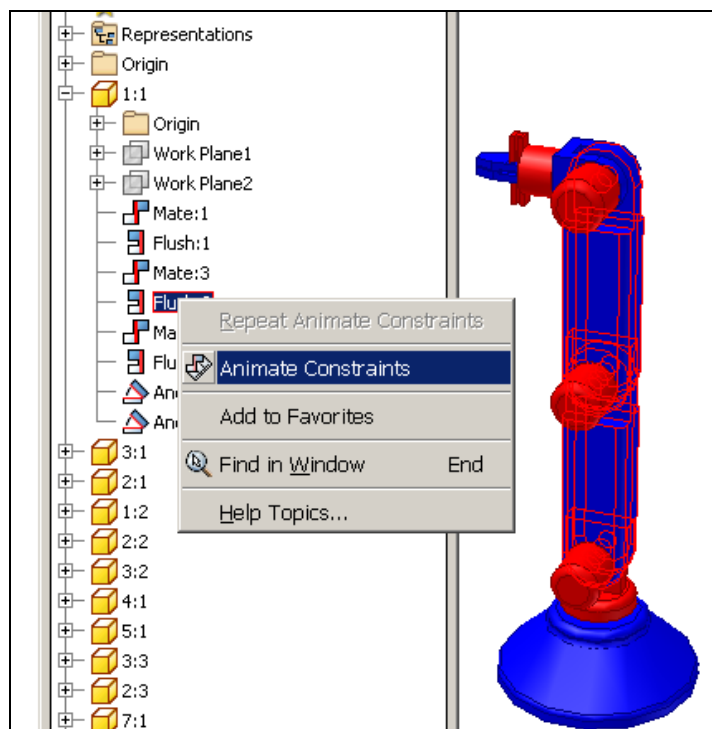 Representations
Origin
1:1
Origin
Work Plane1
Work Plane2
Mate:1
Flush:1
Mate:3
Repeat Animate Constraints
Animate Constraints
Add to Favorites
Find in Window End
Help Topics...
3:1
2:1
1:2
2:2
3:2
4:1
5:1
3:3
2:3
7:1